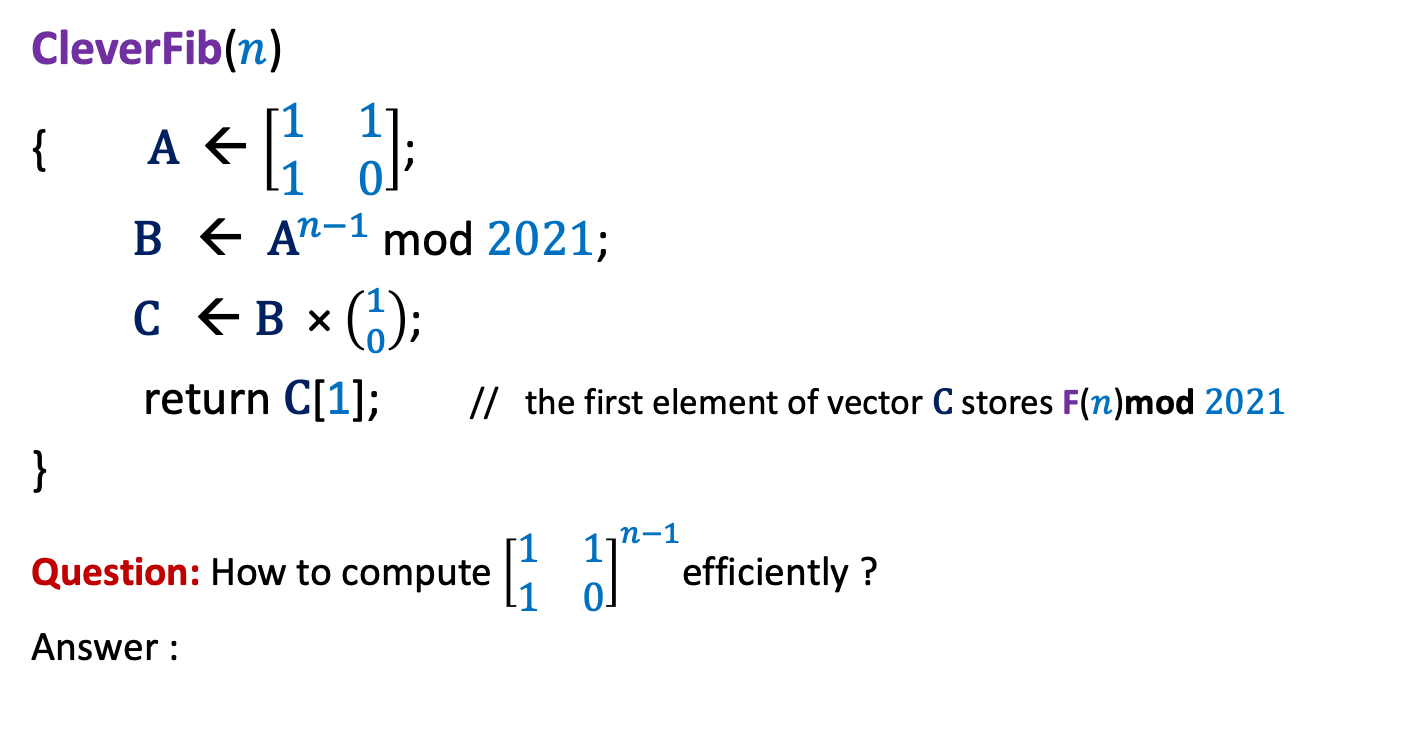 CleverFib(n)
{ A ← [1 1; 1 0];
B ← Aⁿ⁻¹ mod 2021;
C ← B × (1 0);
return C[1]; // the first element of vector C stores F(n)mod 2021
}
Question: How to compute [1 1; 1 0]ⁿ⁻¹ efficiently ?
Answer :